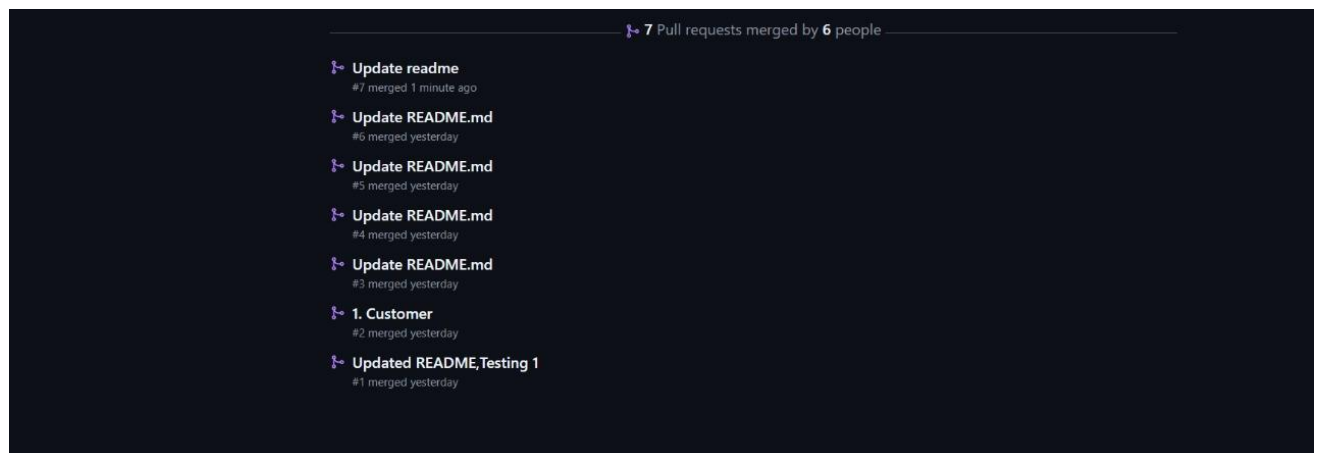 7 Pull requests merged by 6 people
Update readme
#7 merged 1 minute ago
Update README.md
#6 merged yesterday
Update README.md
#5 merged yesterday
Update README.md
#4 merged yesterday
Update README.md
#3 merged yesterday
1. Customer
#2 merged yesterday
Updated README,Testing 1
#1 merged yesterday